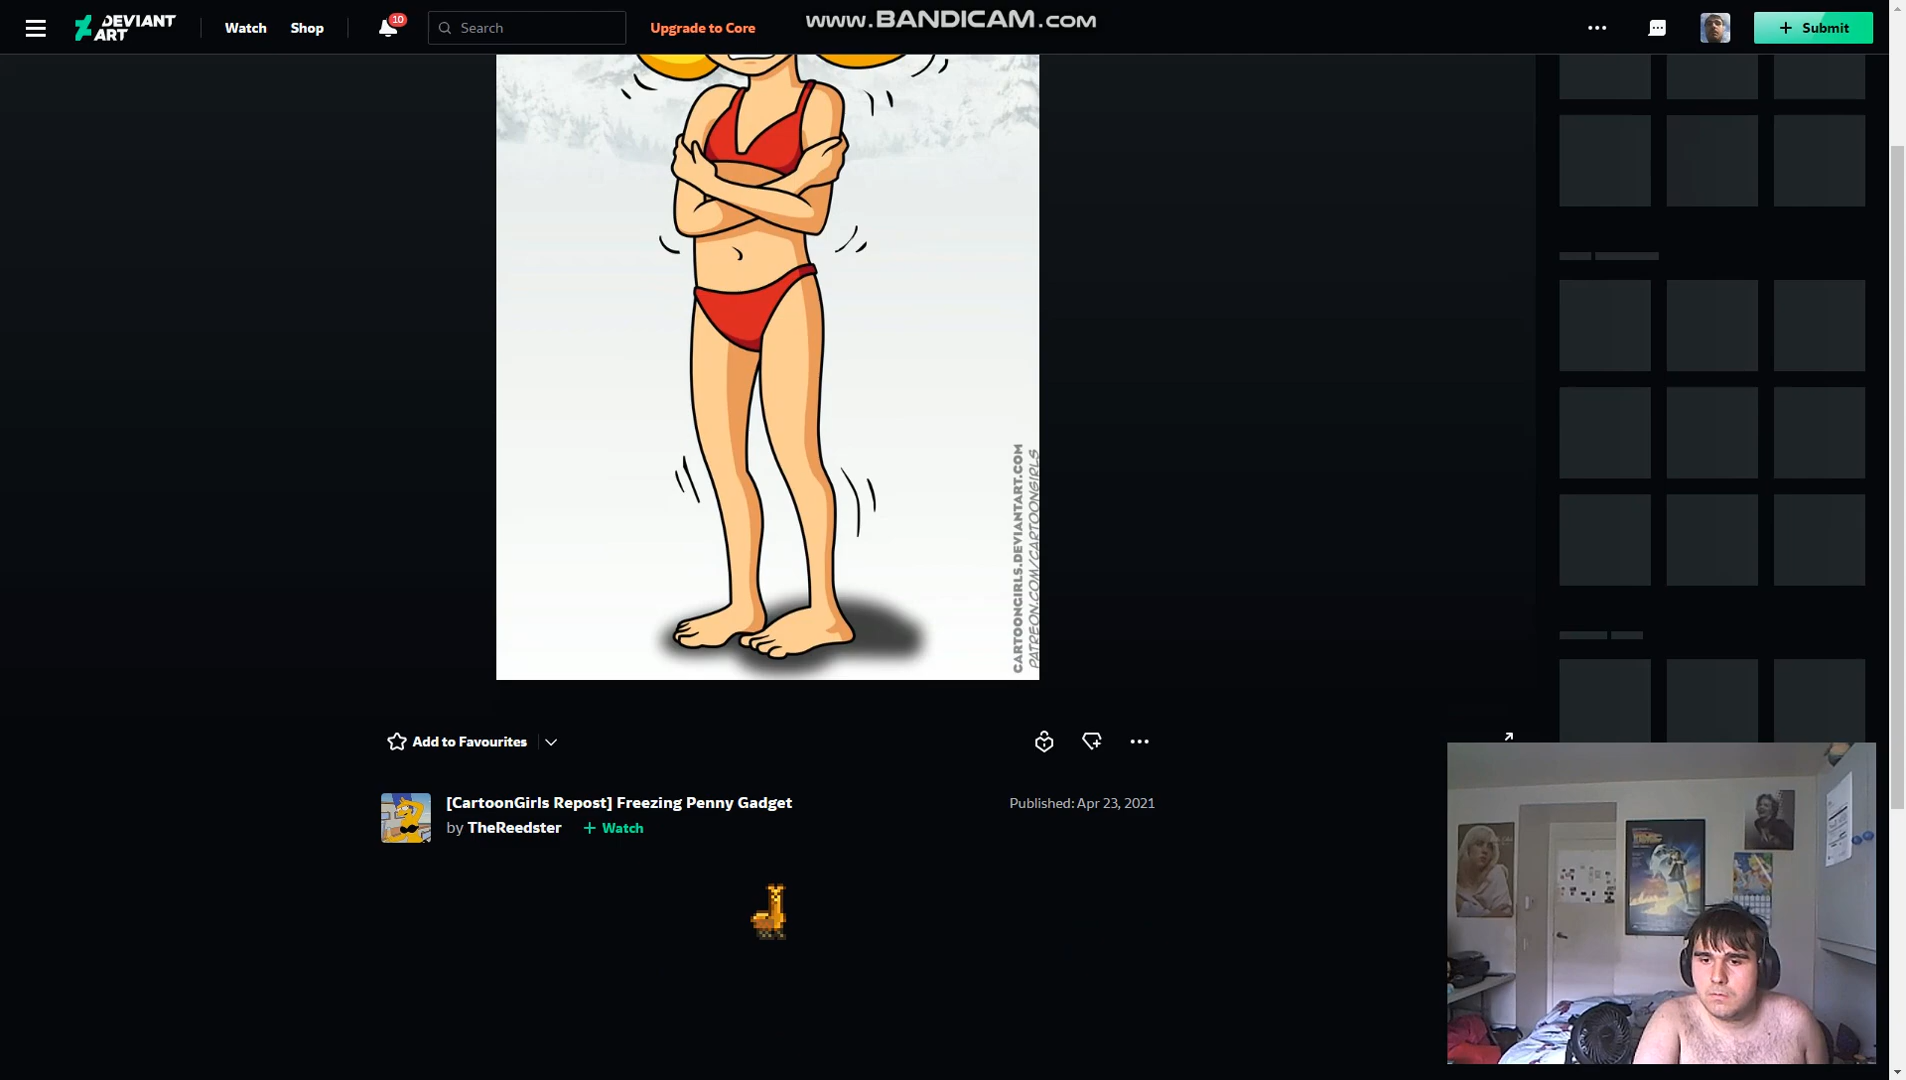 DEVIANT
ART
Watch
Shop
10
Search
Upgrade to Core
www.BANDICAM.com
Submit
CARTOONGIRLS.DEVIANTART.COM
PATREON.COM/CARTOONGIRLS
Add to Favourites
[CartoonGirls Repost] Freezing Penny Gadget
Published: Apr 23, 2021
by TheReedster + Watch